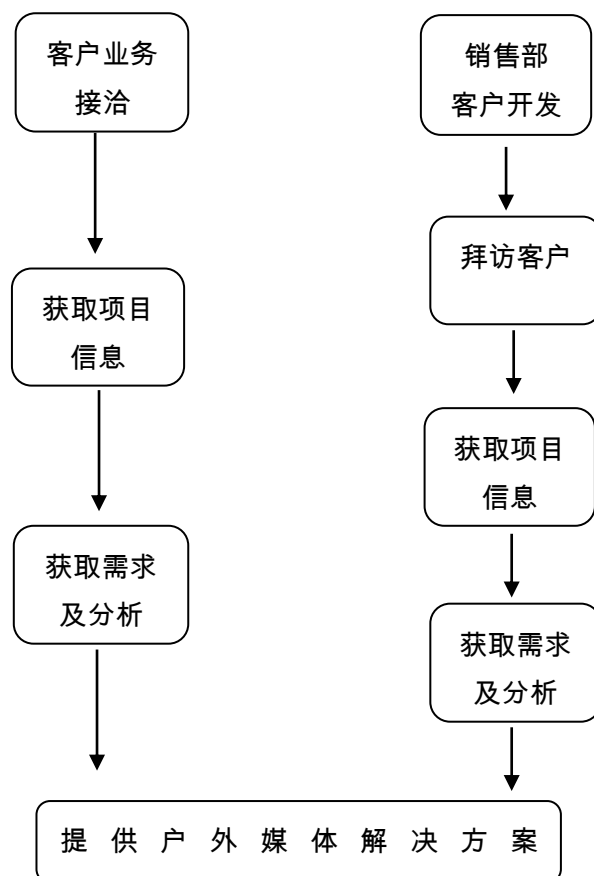 客户业务
接洽
获取项目
信息
获取需求
及分析
销售部
客户开发
拜访客户
获取项目
信息
获取需求
及分析
提供户外媒体解决方案